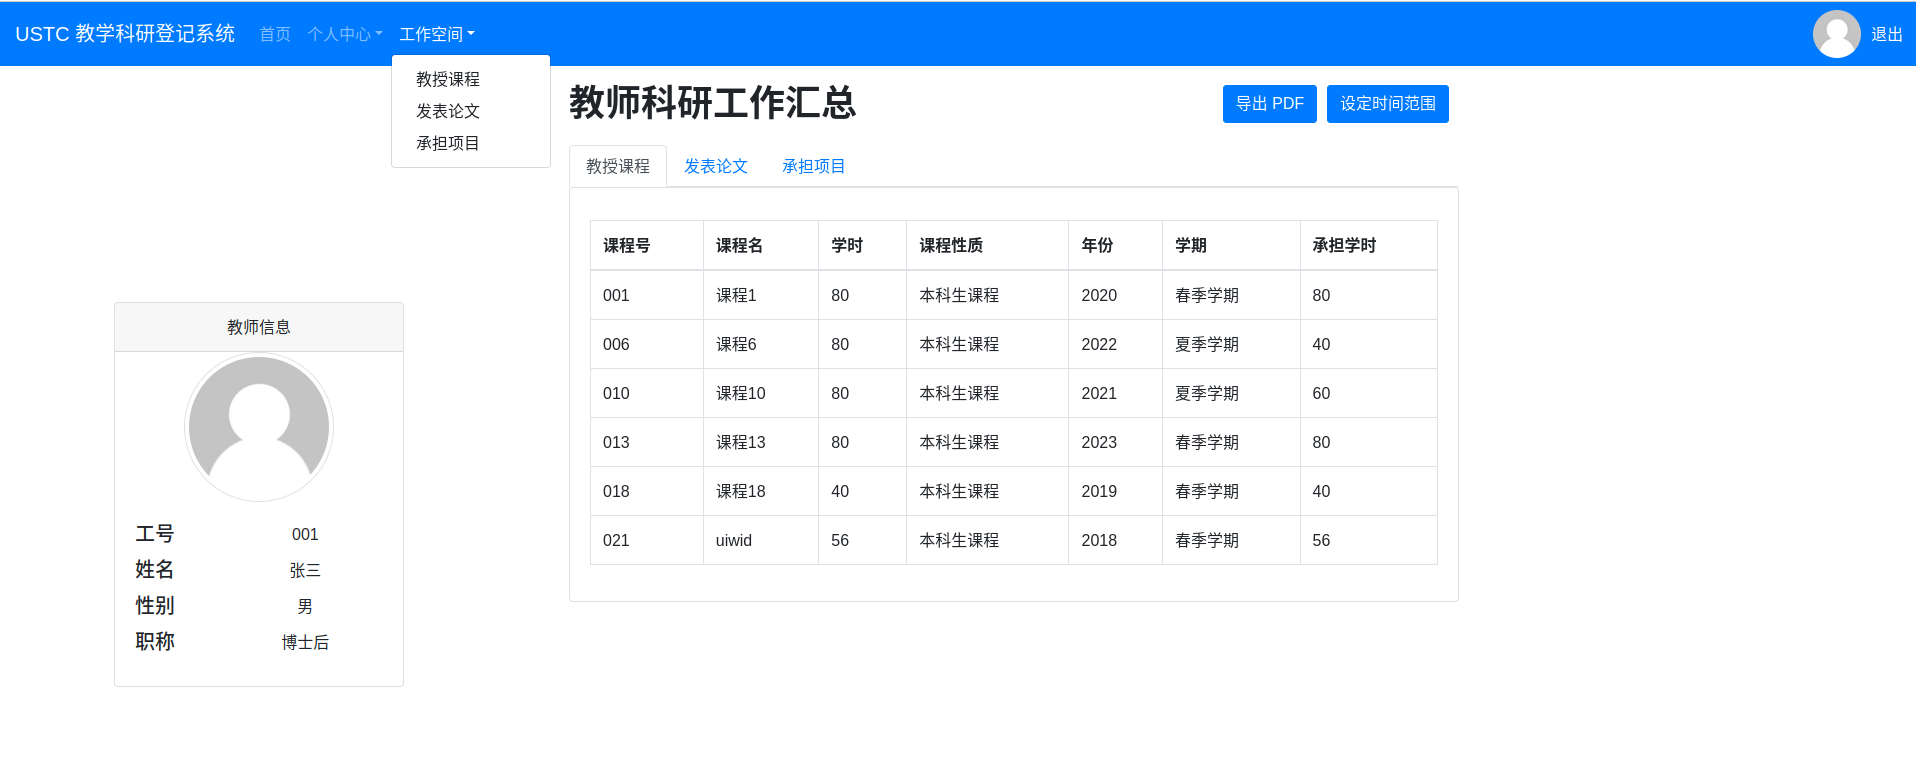 USTC 教学科研登记系统 首页 个人中心 工作空间 退出
教授课程
发表论文
承担项目
教师科研工作汇总 导出 PDF 设定时间范围
教授课程 发表论文 承担项目
课程号 课程名 学时 课程性质 年份 学期 承担学时
001 课程1 80 本科生课程 2020 春季学期 80
006 课程6 80 本科生课程 2022 夏季学期 40
010 课程10 80 本科生课程 2021 夏季学期 60
013 课程13 80 本科生课程 2023 春季学期 80
018 课程18 40 本科生课程 2019 春季学期 40
021 uiwid 56 本科生课程 2018 春季学期 56
教师信息
工号 001
姓名 张三
性别 男
职称 博士后